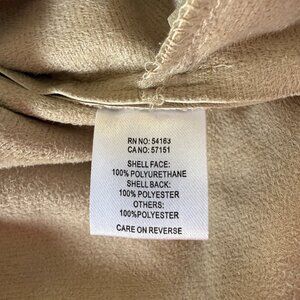 RN NO: 54163
CA NO: 57151
SHELL FACE:
100% POLYURETHANE
SHELL BACK:
100% POLYESTER
OTHERS:
100%POLYESTER
CARE ON REVERSE